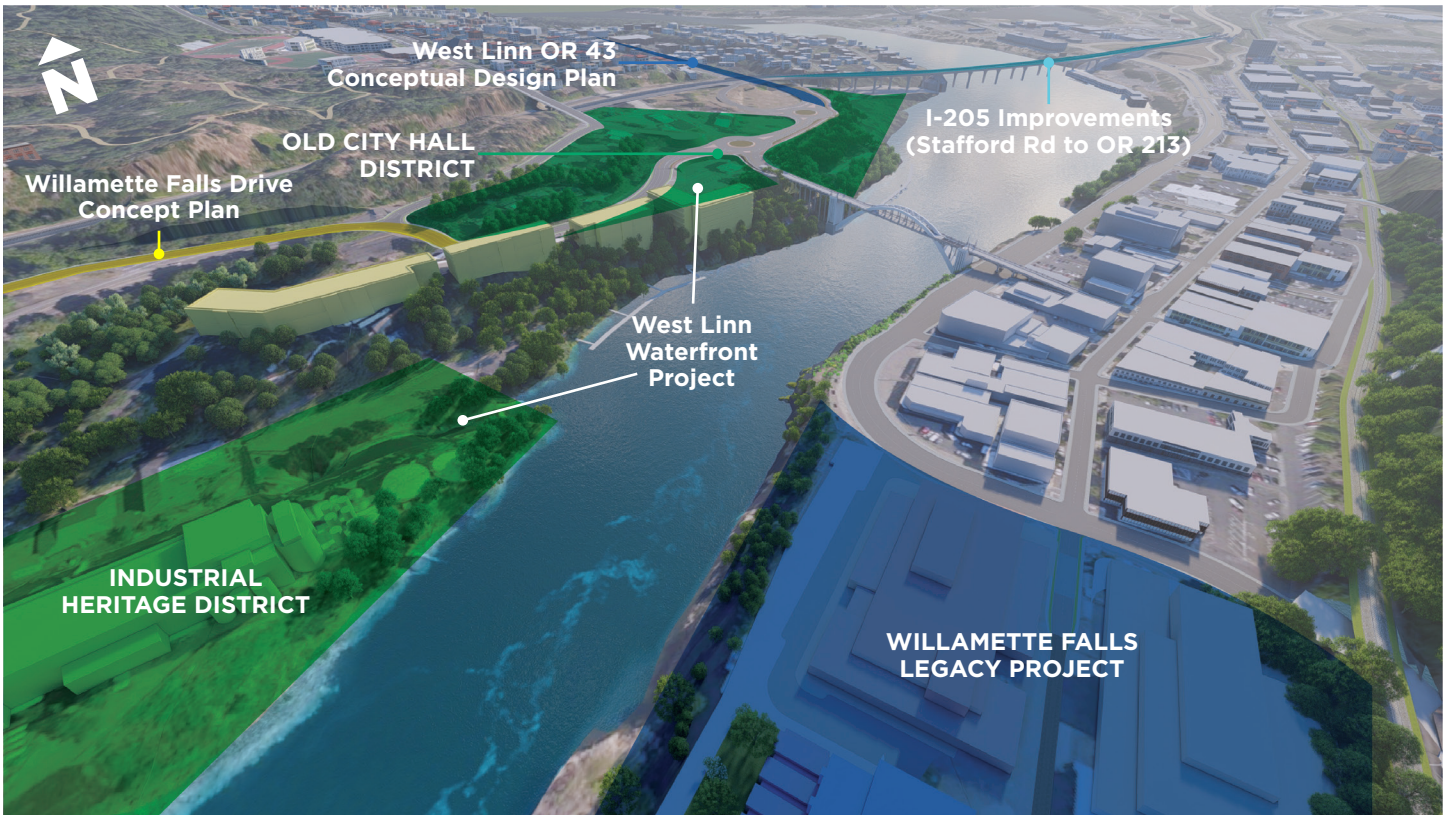 N
West Linn OR 43
Conceptual Design Plan
I-205 Improvements
(Stafford Rd to OR 213)
OLD CITY HALL
DISTRICT
Willamette Falls Drive
Concept Plan
West Linn
Waterfront
Project
INDUSTRIAL
HERITAGE DISTRICT
WILLAMETTE FALLS
LEGACY PROJECT